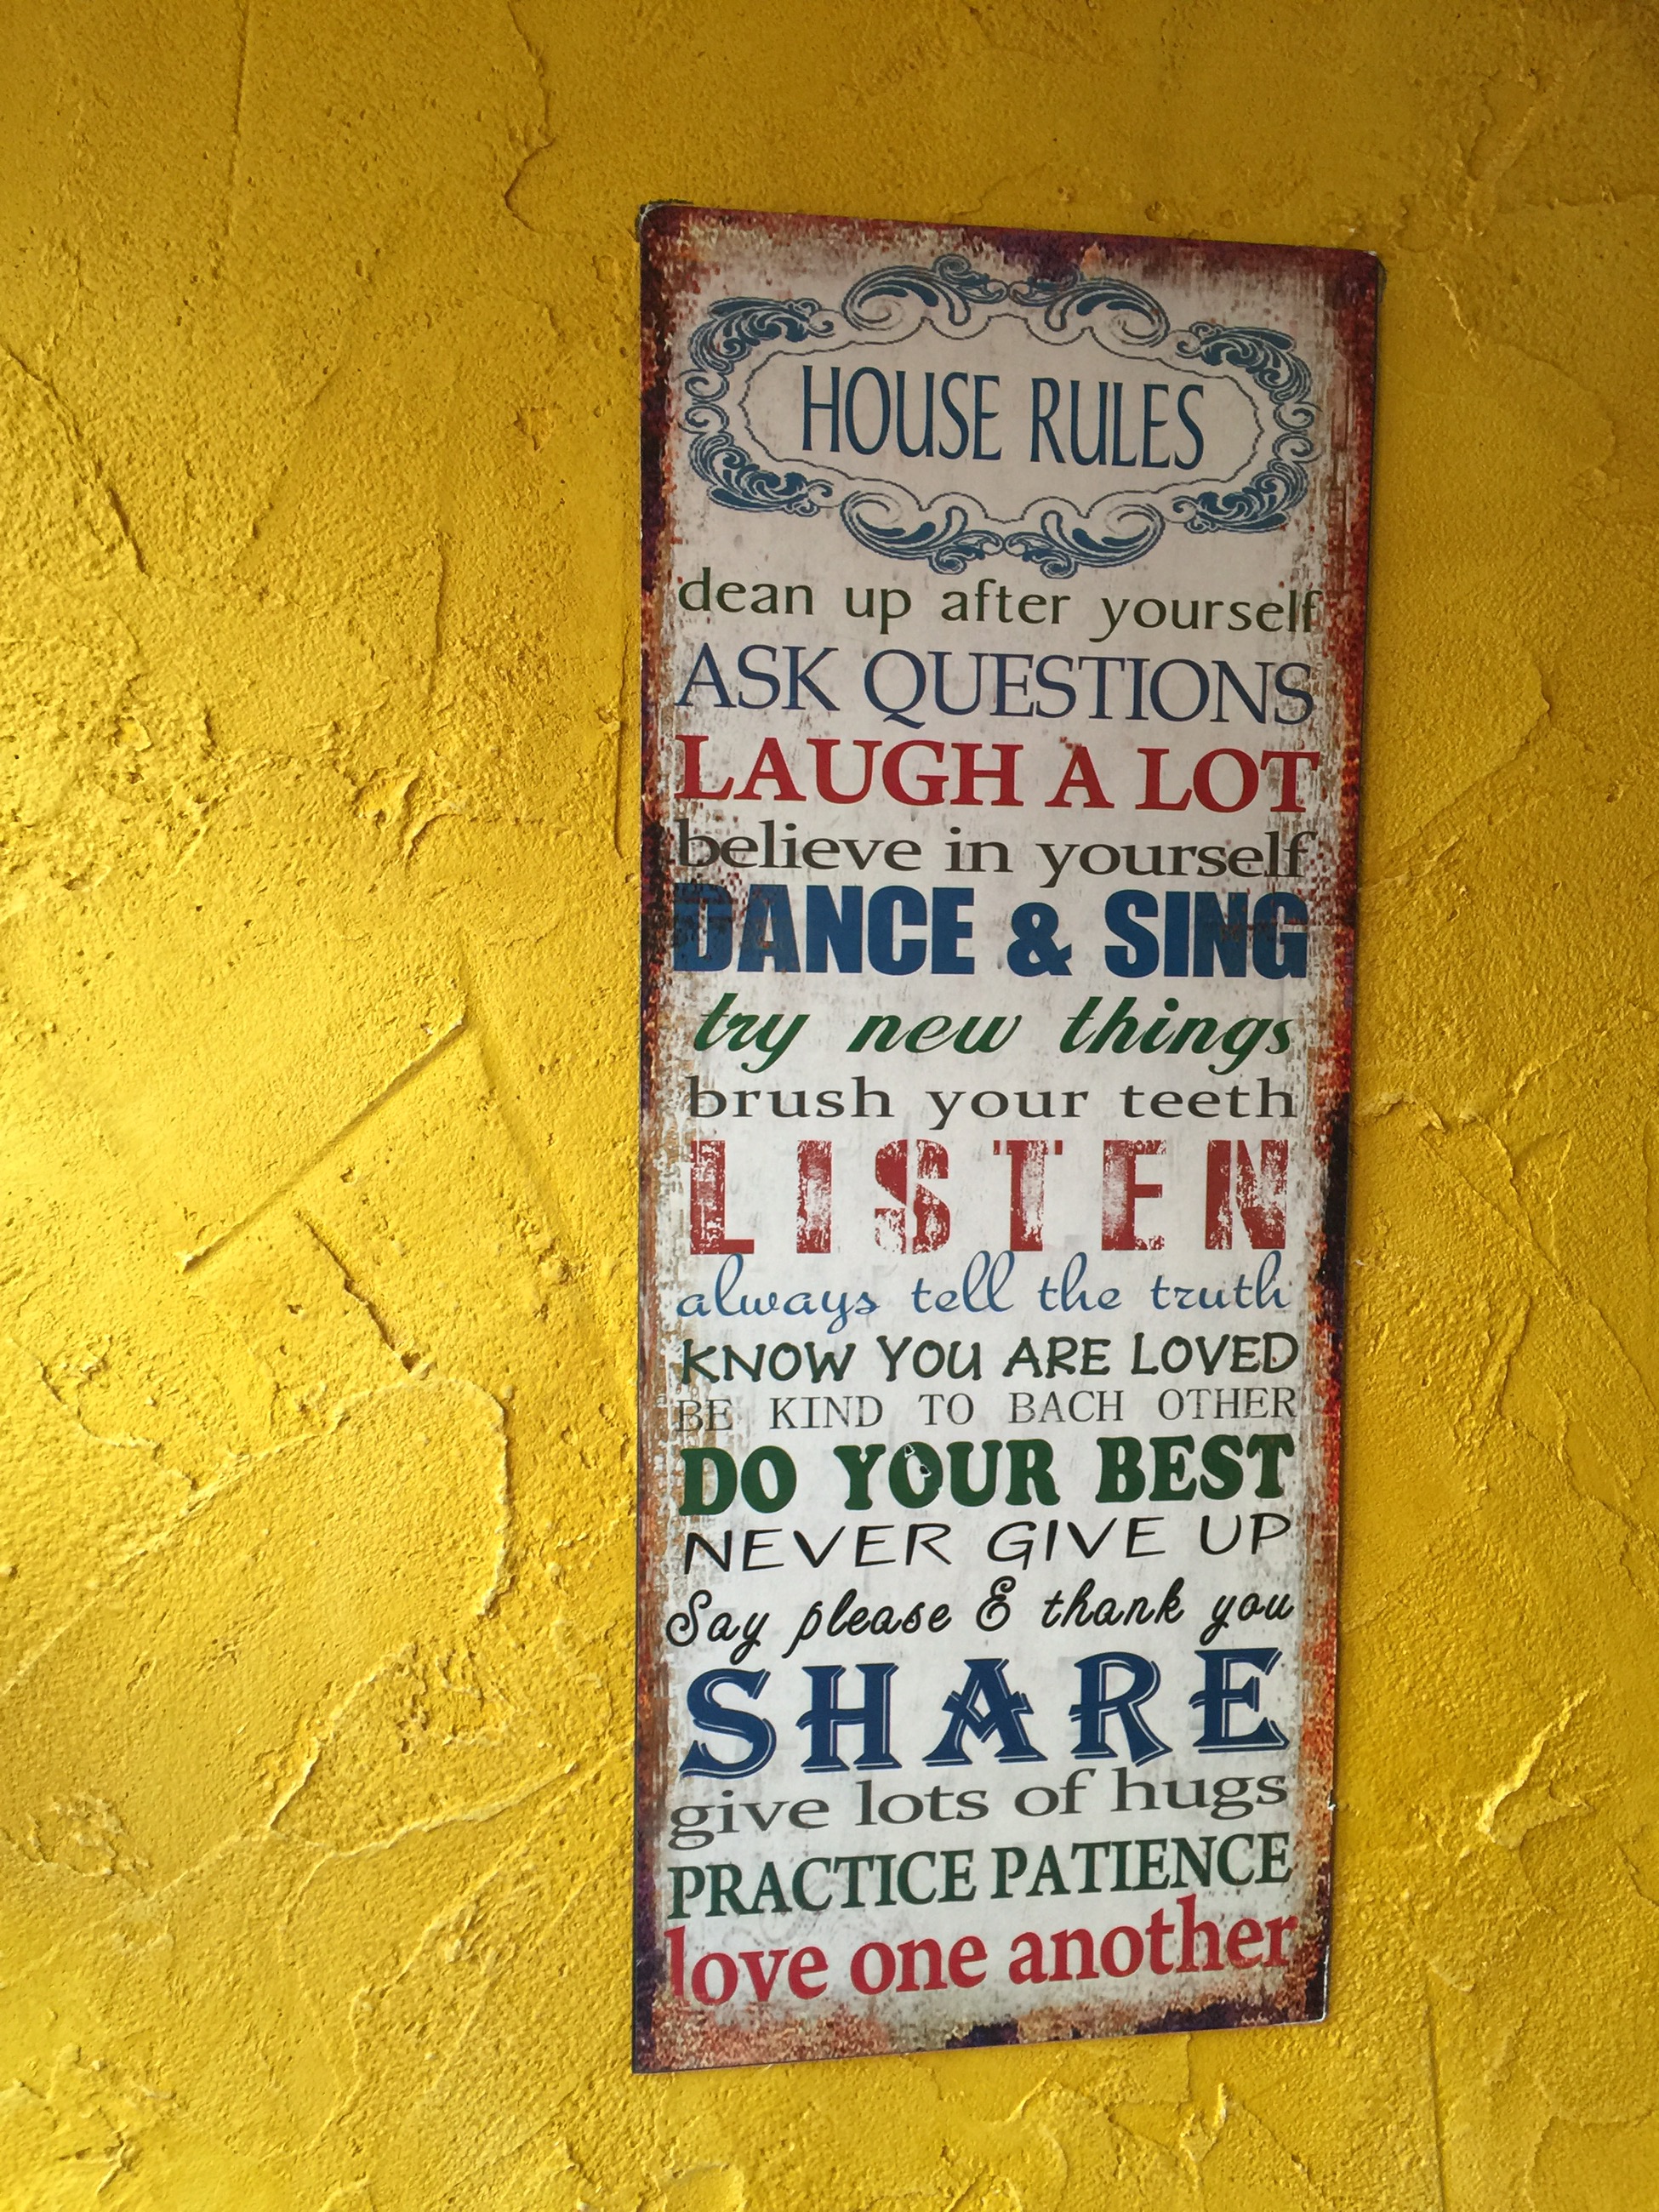 HOUSE RULES
dean up after yourself
ASK QUESTIONS
LAUGH A LOT
believe in yourself
DANCE & SING
try new things
brush your teeth
LISTEN
always tell the truth
KNOW YOU ARE LOVED
BE KIND TO BACH OTHER
DO YOUR BEST
NEVER GIVE UP
Say please & thank you
SHARE
give lots of hugs
PRACTICE PATIENCE
love one another